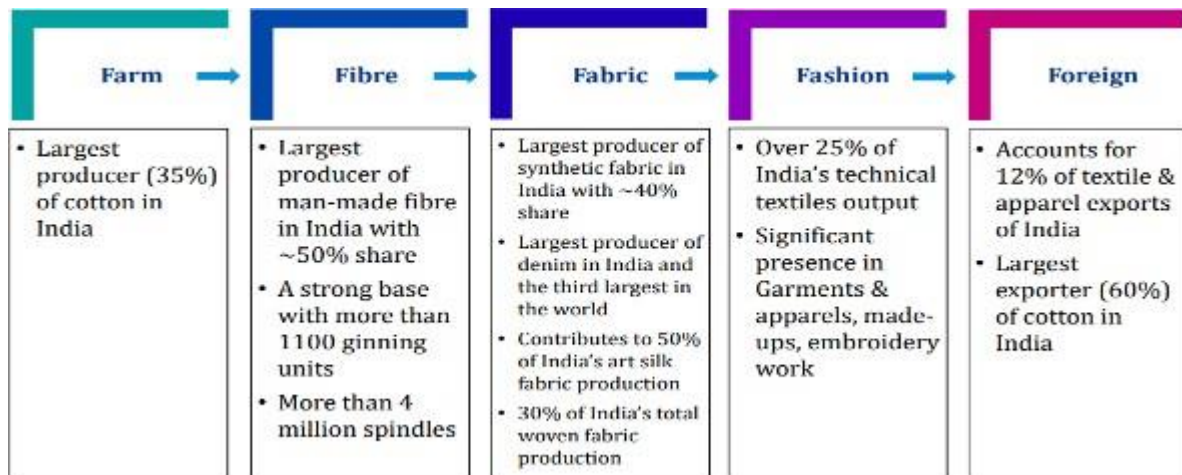 Farm
Fibre
Fabric
Fashion
Foreign
• Largest
producer (35%)
of cotton in
India
• Largest
producer of
man-made fibre
in India with
~50% share
• A strong base
with more than
1100 ginning
units
• More than 4
million spindles
• Largest producer of
synthetic fabric in
India with ~40%
share
• Largest producer of
denim in India and
the third largest in
the world
• Contributes to 50%
of India's art silk
fabric production
• 30% of India's total
woven fabric
production
• Over 25% of
India's technical
textiles output
• Significant
presence in
Garments &
apparels, made-
ups, embroidery
work
• Accounts for
12% of textile &
apparel exports
of India
• Largest
exporter (60%)
of cotton in
India